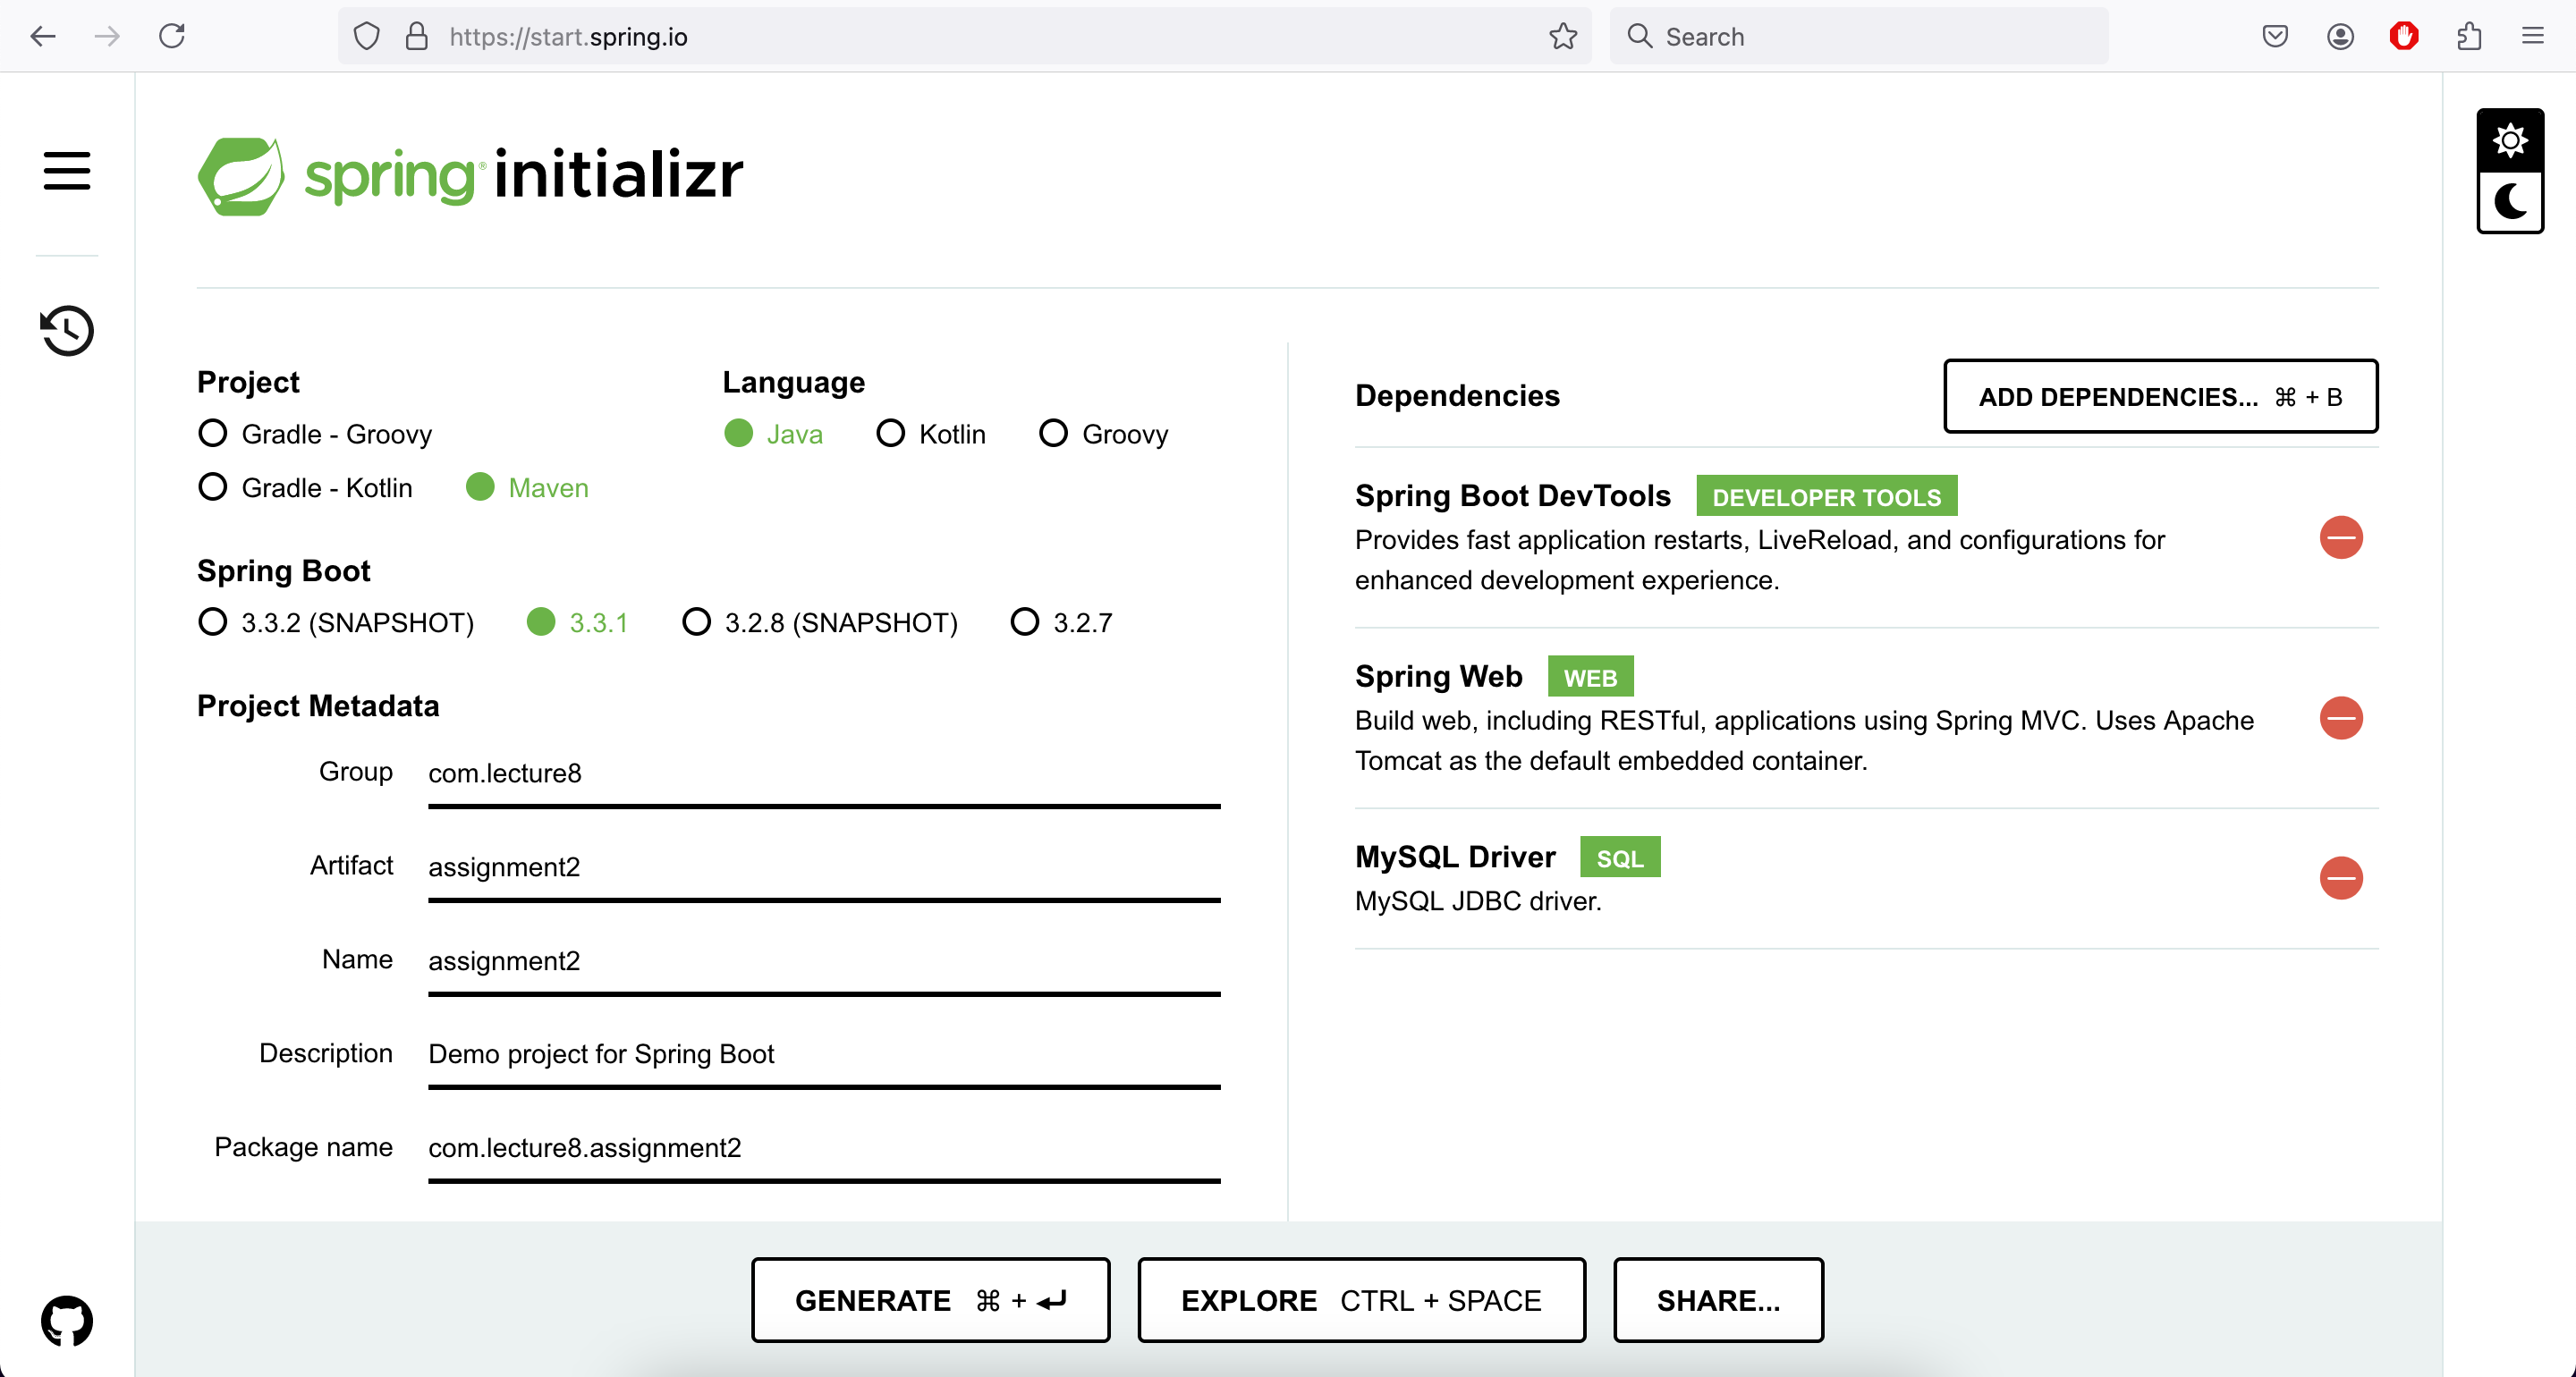 https://start.spring.io
Search
spring® initializr
Project
Gradle - Groovy
Gradle - Kotlin Maven
Language
Java Kotlin Groovy
Spring Boot
3.3.2 (SNAPSHOT) 3.3.1 3.2.8 (SNAPSHOT) 3.2.7
Project Metadata
Group com.lecture8
Artifact assignment2
Name assignment2
Description Demo project for Spring Boot
Package name com.lecture8.assignment2
Dependencies
ADD DEPENDENCIES... ⌘ + B
Spring Boot DevTools DEVELOPER TOOLS
Provides fast application restarts, LiveReload, and configurations for
enhanced development experience.
Spring Web WEB
Build web, including RESTful, applications using Spring MVC. Uses Apache
Tomcat as the default embedded container.
MySQL Driver SQL
MySQL JDBC driver.
GENERATE ⌘ + ⏎
EXPLORE CTRL + SPACE
SHARE...